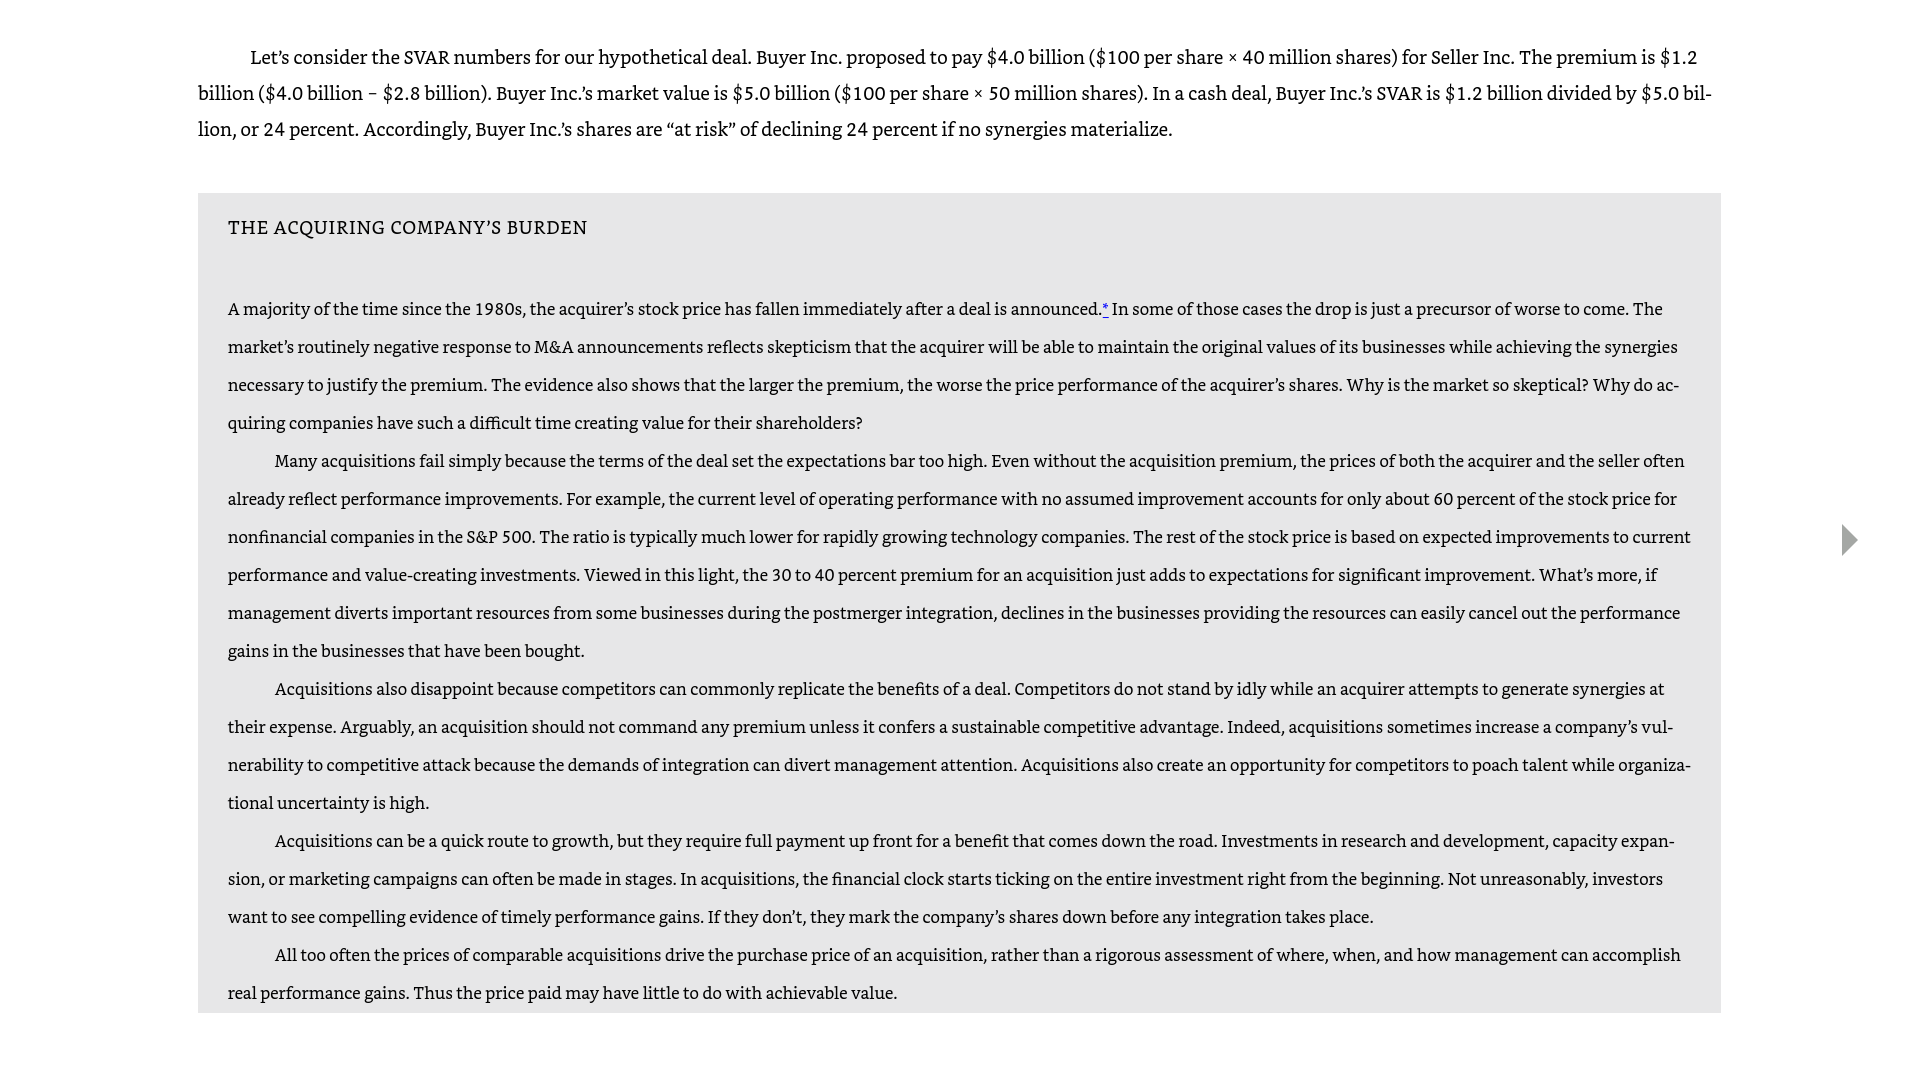 Let’s consider the SVAR numbers for our hypothetical deal. Buyer Inc. proposed to pay $4.0 billion ($100 per share × 40 million shares) for Seller Inc. The premium is $1.2
billion ($4.0 billion − $2.8 billion). Buyer Inc.’s market value is $5.0 billion ($100 per share × 50 million shares). In a cash deal, Buyer Inc.’s SVAR is $1.2 billion divided by $5.0 bil-
lion, or 24 percent. Accordingly, Buyer Inc.’s shares are “at risk” of declining 24 percent if no synergies materialize.
THE ACQUIRING COMPANY’S BURDEN
A majority of the time since the 1980s, the acquirer’s stock price has fallen immediately after a deal is announced.* In some of those cases the drop is just a precursor of worse to come. The
market’s routinely negative response to M&A announcements reflects skepticism that the acquirer will be able to maintain the original values of its businesses while achieving the synergies
necessary to justify the premium. The evidence also shows that the larger the premium, the worse the price performance of the acquirer’s shares. Why is the market so skeptical? Why do ac-
quiring companies have such a difficult time creating value for their shareholders?
Many acquisitions fail simply because the terms of the deal set the expectations bar too high. Even without the acquisition premium, the prices of both the acquirer and the seller often
already reflect performance improvements. For example, the current level of operating performance with no assumed improvement accounts for only about 60 percent of the stock price for
nonfinancial companies in the S&P 500. The ratio is typically much lower for rapidly growing technology companies. The rest of the stock price is based on expected improvements to current
performance and value-creating investments. Viewed in this light, the 30 to 40 percent premium for an acquisition just adds to expectations for significant improvement. What’s more, if
management diverts important resources from some businesses during the postmerger integration, declines in the businesses providing the resources can easily cancel out the performance
gains in the businesses that have been bought.
Acquisitions also disappoint because competitors can commonly replicate the benefits of a deal. Competitors do not stand by idly while an acquirer attempts to generate synergies at
their expense. Arguably, an acquisition should not command any premium unless it confers a sustainable competitive advantage. Indeed, acquisitions sometimes increase a company’s vul-
nerability to competitive attack because the demands of integration can divert management attention. Acquisitions also create an opportunity for competitors to poach talent while organiza-
tional uncertainty is high.
Acquisitions can be a quick route to growth, but they require full payment up front for a benefit that comes down the road. Investments in research and development, capacity expan-
sion, or marketing campaigns can often be made in stages. In acquisitions, the financial clock starts ticking on the entire investment right from the beginning. Not unreasonably, investors
want to see compelling evidence of timely performance gains. If they don’t, they mark the company’s shares down before any integration takes place.
All too often the prices of comparable acquisitions drive the purchase price of an acquisition, rather than a rigorous assessment of where, when, and how management can accomplish
real performance gains. Thus the price paid may have little to do with achievable value.